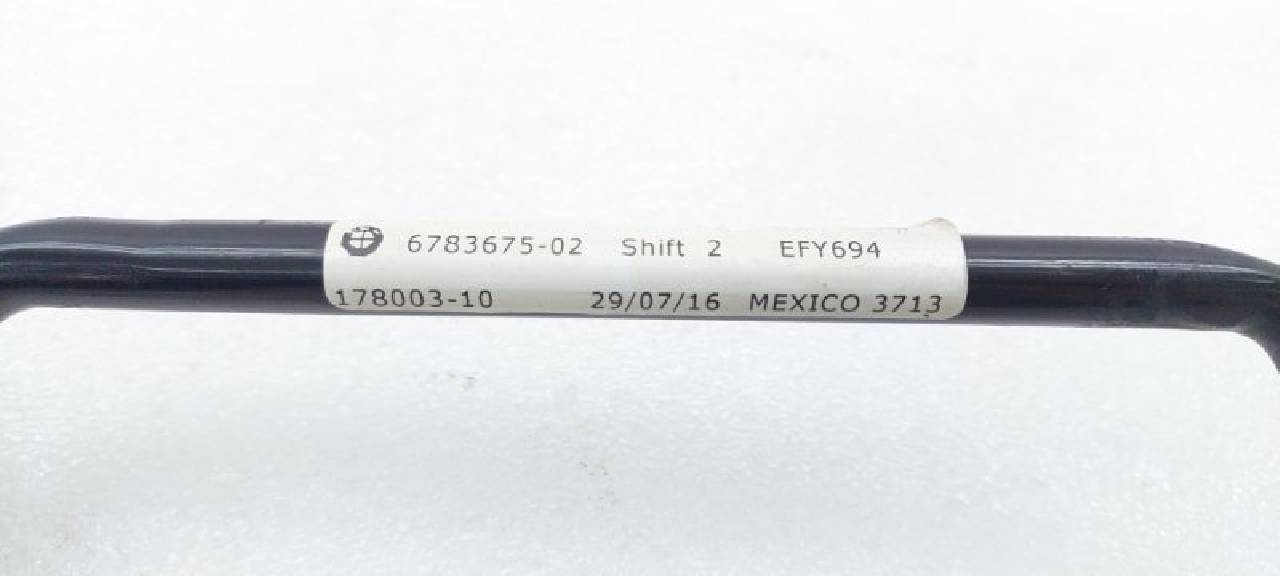 6783675-02 Shift 2 EFY694
178003-10 29/07/16 MEXICO 3713